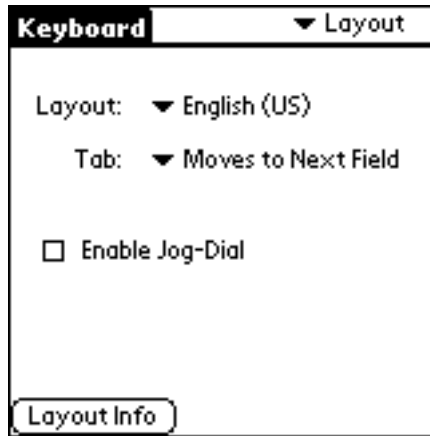 Keyboard Layout
Layout: English (US)
Tab: Moves to Next Field
Enable Jog-Dial
Layout Info